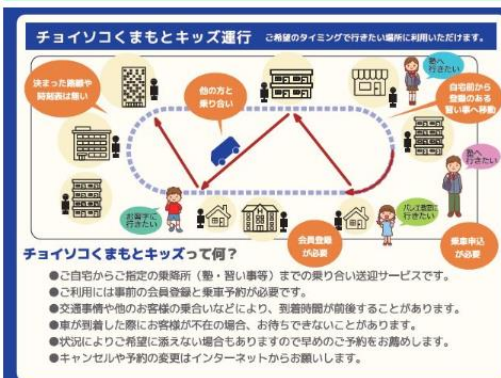 チョイソコくまもとキッズ運行 ご希望のタイミングで行きたい場所に利用いただけます。
決まった路線や
時刻表は無い
他の方と
乗り合い
塾へ
行きたい
自宅前から
登録のある
習い事へ移動
塾へ
行きたい
お習字に
行きたい
バレエ教室に
行きたい
会員登録
が必要
乗車申込
が必要
チョイソコくまもとキッズって何？
●ご自宅からご指定の乗降所（塾・習い事等）までの乗り合い送迎サービスです。
●ご利用には事前の会員登録と乗車予約が必要です。
●交通事情や他のお客様の乗合いなどにより、到着時間が前後することがあります。
●車が到着した際にお客様が不在の場合、お待ちできないことがあります。
●状況によりご希望に添えない場合もありますので早めのご予約をお薦めします。
●キャンセルや予約の変更はインターネットからお願いします。